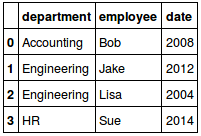 department employee date
0 Accounting Bob 2008
1 Engineering Jake 2012
2 Engineering Lisa 2004
3 HR Sue 2014